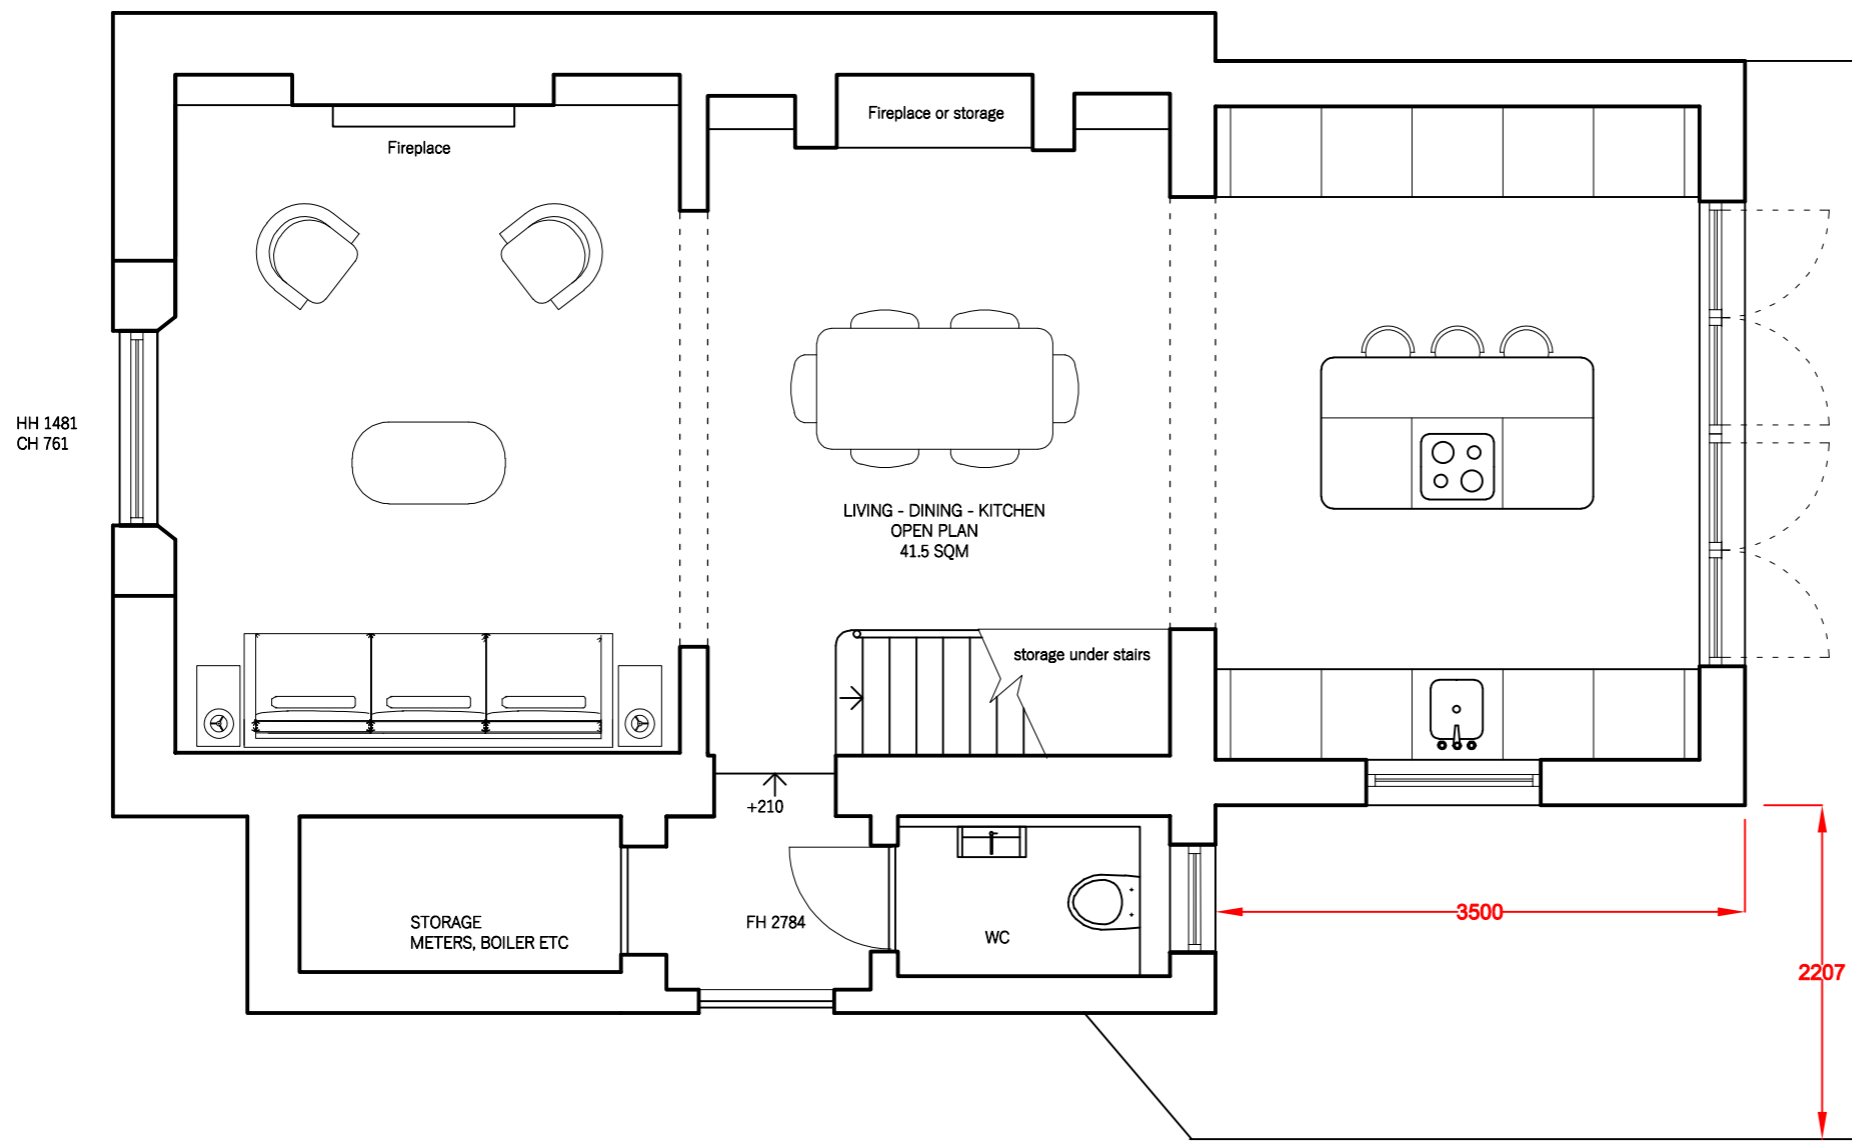 Fireplace or storage
Fireplace
HH 1481
CH 761
LIVING - DINING - KITCHEN
OPEN PLAN
41.5 SQM
storage under stairs
+210
STORAGE
METERS, BOILER ETC
FH 2784
WC
3500
2207